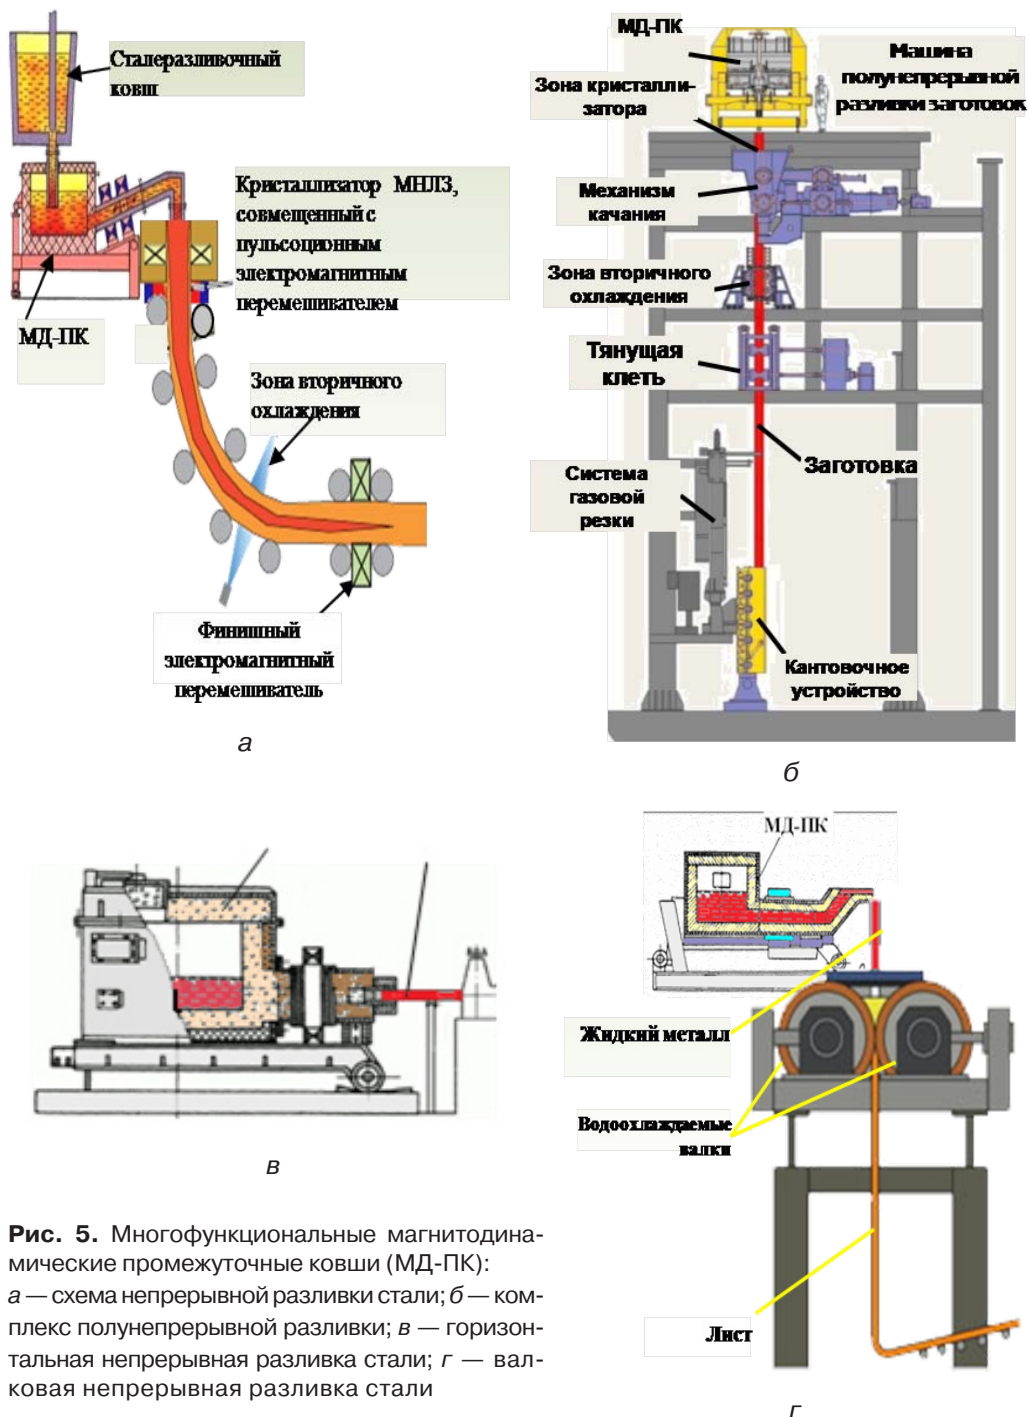 Сталеразливочный
ковш
Кристаллизатор МНЛЗ,
совмещенный с
пульсоционным
электромагнитным
перемешивателем
МД-ПК
Зона вторичного
охлаждения
Финишный
электромагнитный
перемешиватель
а
МД-ПК
Машина
полунепрерывной
разливки заготовок
Зона кристалли-
затора
Механизм
качания
Зона вторичного
охлаждения
Тянущая
клеть
Заготовка
Система
газовой
резки
Кантовочное
устройство
б
в
МД-ПК
Жидкий металл
Водоохлаждаемые
валки
Лист
г
Рис. 5. Многофункциональные магнитодина-
мические промежуточные ковши (МД-ПК):
а — схема непрерывной разливки стали; б — ком-
плекс полунепрерывной разливки; в — горизон-
тальная непрерывная разливка стали; г — вал-
ковая непрерывная разливка стали